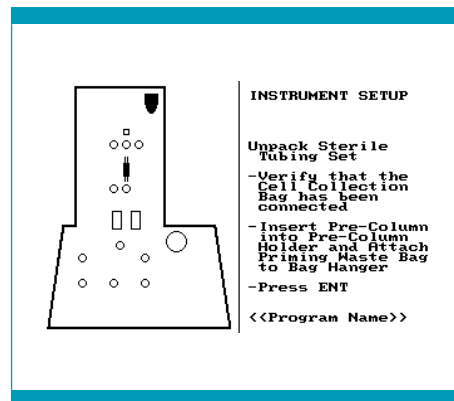 INSTRUMENT SETUP
Unpack Sterile
Tubing Set
-Verify that the
Cell Collection
Bag has been
connected
-Insert Pre-Column
into Pre-Column
Holder and Attach
Priming Waste Bag
to Bag Hanger
-Press ENT
<<Program Name>>